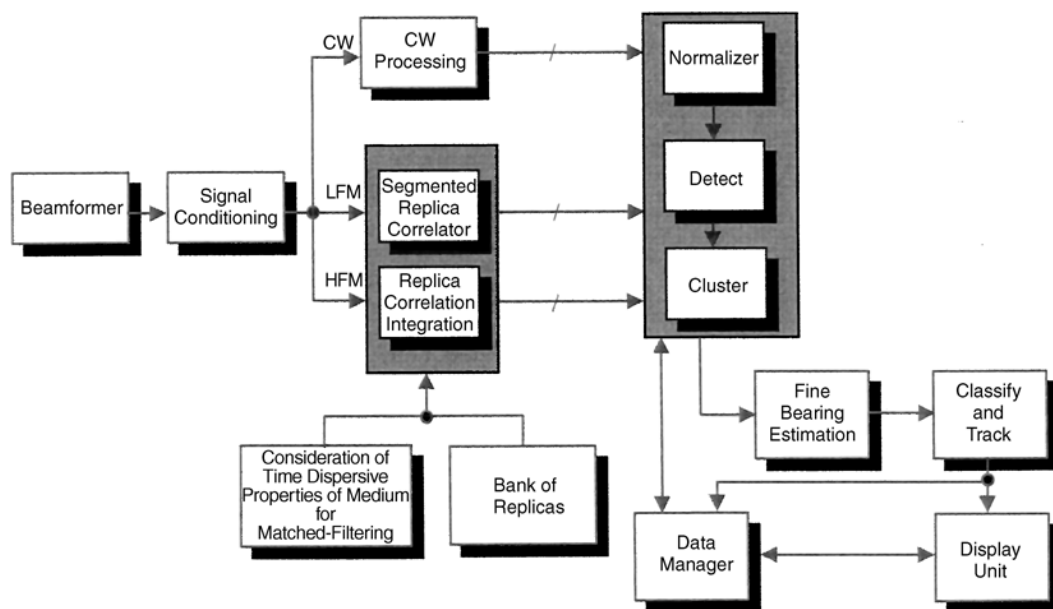 CW
CW
Processing
Normalizer
Beamformer
Signal
Conditioning
LFM
Segmented
Replica
Correlator
Detect
HFM
Replica
Correlation
Integration
Cluster
Fine
Bearing
Estimation
Classify
and
Track
Consideration of
Time Dispersive
Properties of Medium
for
Matched-Filtering
Bank of
Replicas
Data
Manager
Display
Unit